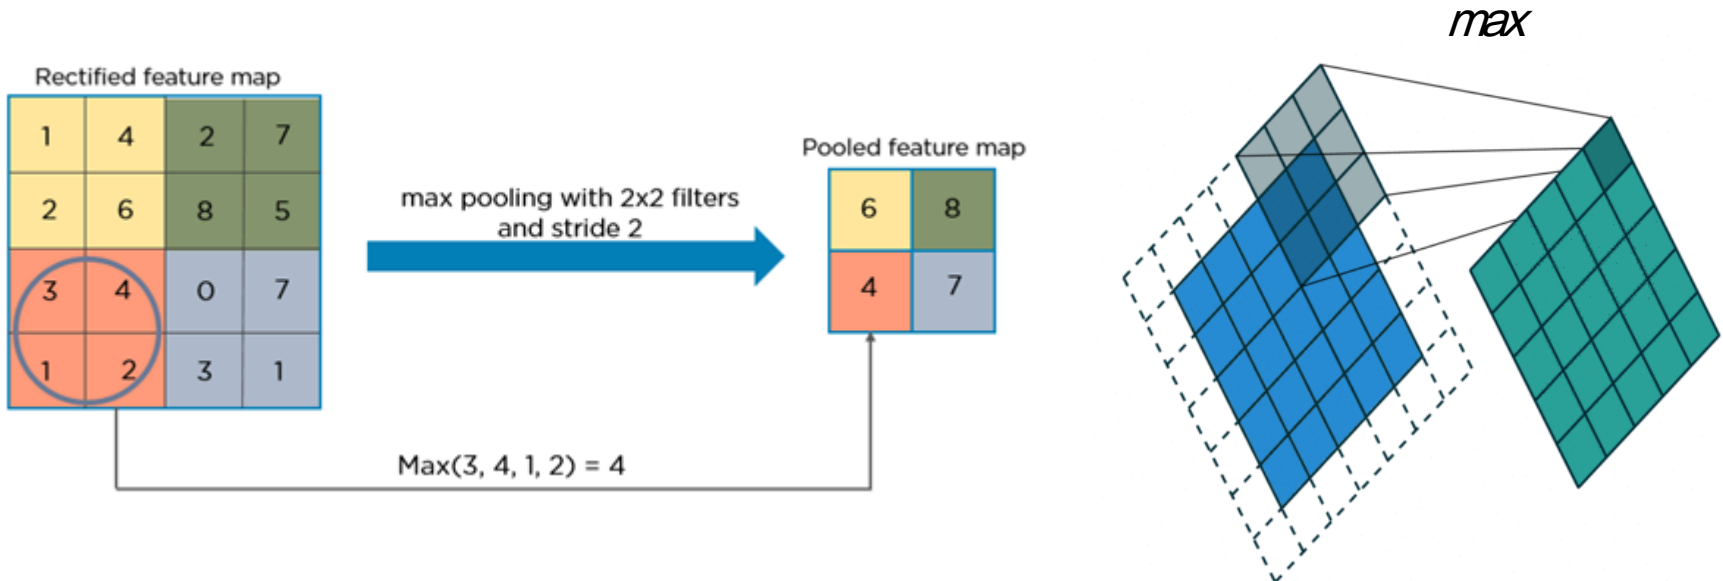 max
Rectified feature map
1 4 2 7
2 6 8 5
3 4 0 7
1 2 3 1
max pooling with 2x2 filters
and stride 2
Pooled feature map
6 8
4 7
Max(3, 4, 1, 2) = 4